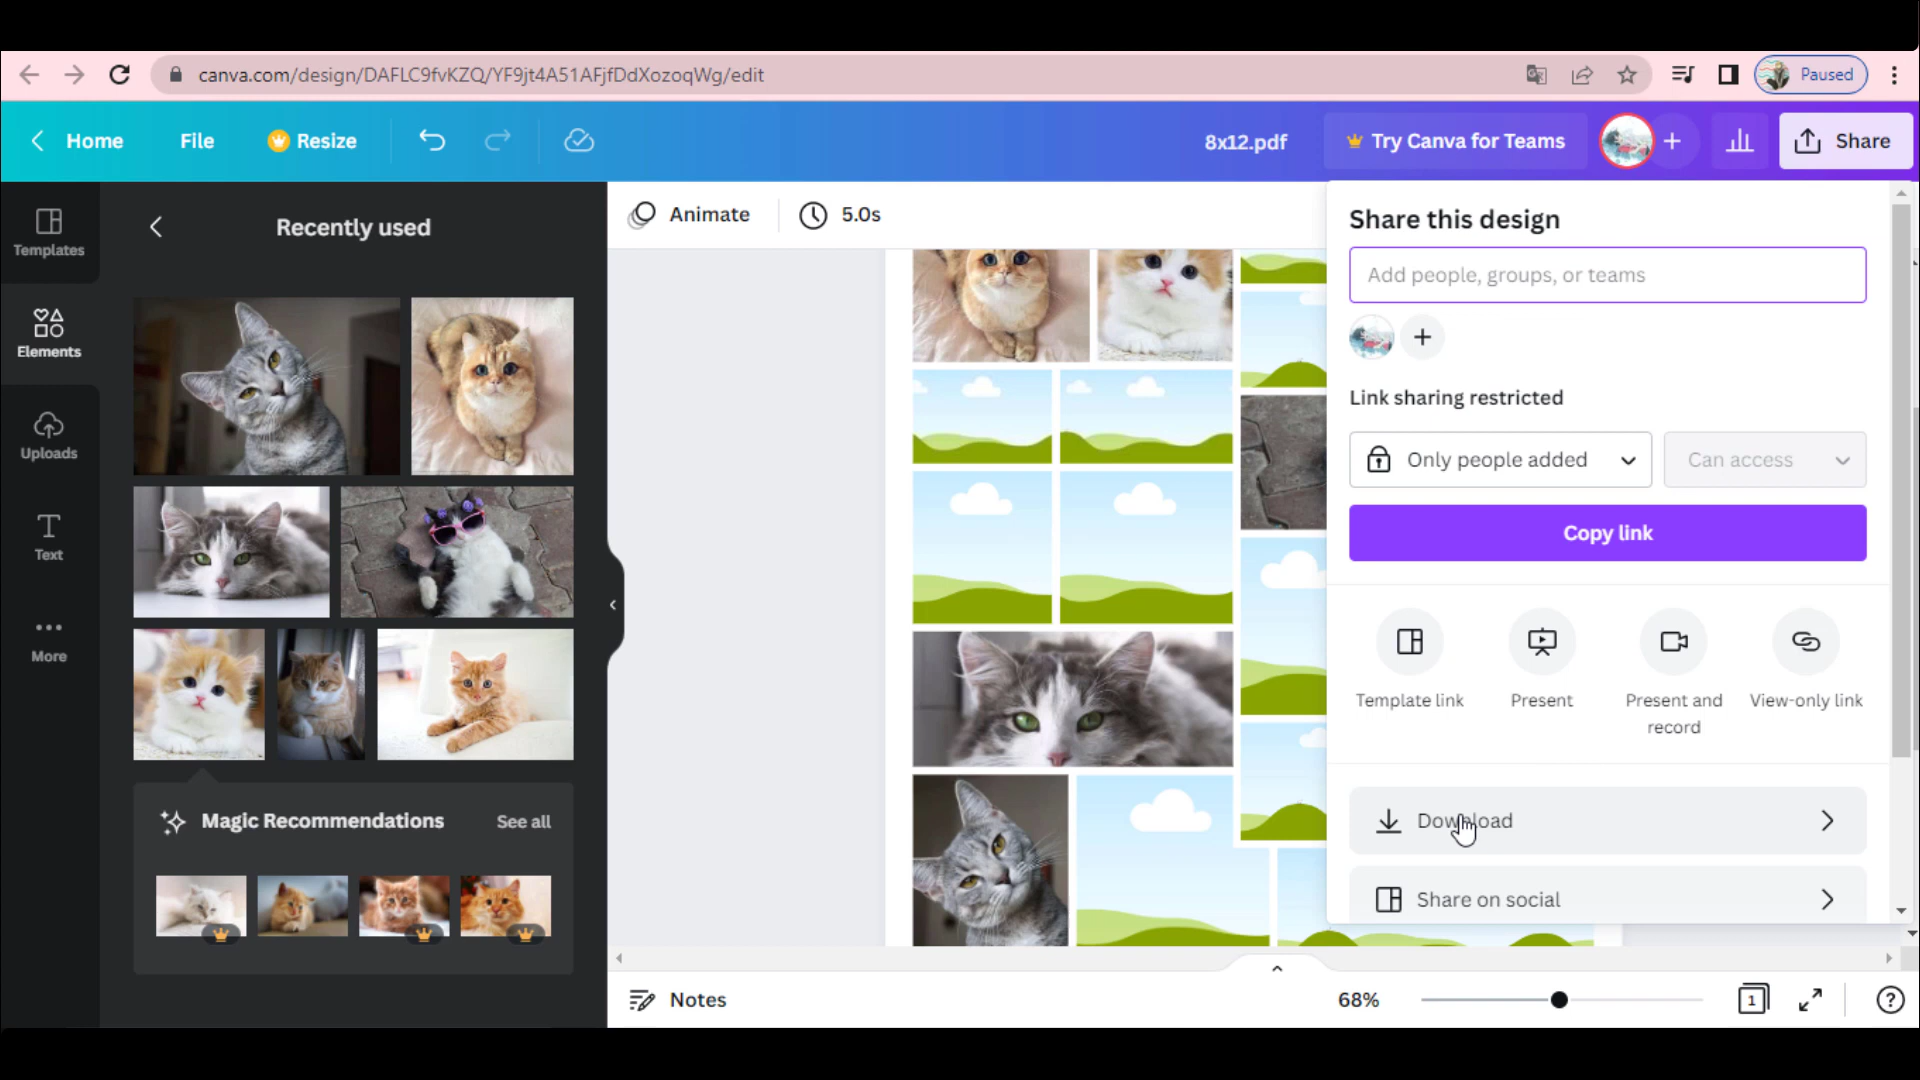 canva.com/design/DAFLC9fvKZQ/YF9jt4A51AFjfDdXozoqWg/edit
Paused
Home
File
Resize
8x12.pdf
Try Canva for Teams
Share
Templates
Elements
Uploads
Text
More
Recently used
Magic Recommendations
See all
Animate
5.0s
Share this design
Add people, groups, or teams
Link sharing restricted
Only people added
Can access
Copy link
Template link
Present
Present and
record
View-only link
Download
Share on social
Notes
68%
1